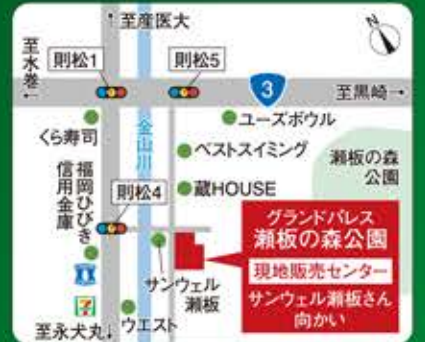 ↑至産医大
N
至水巻←
則松1
則松5
3
至黒崎→
くら寿司
金山川
ユーズボウル
ベストスイミング
瀬板の森
公園
福岡ひびき
信用金庫
蔵HOUSE
則松4
グランドパレス
瀬板の森公園
現地販売センター
サンウェル瀬板さん
向かい
サンウェル
瀬板
7
ウエスト
至永犬丸↓